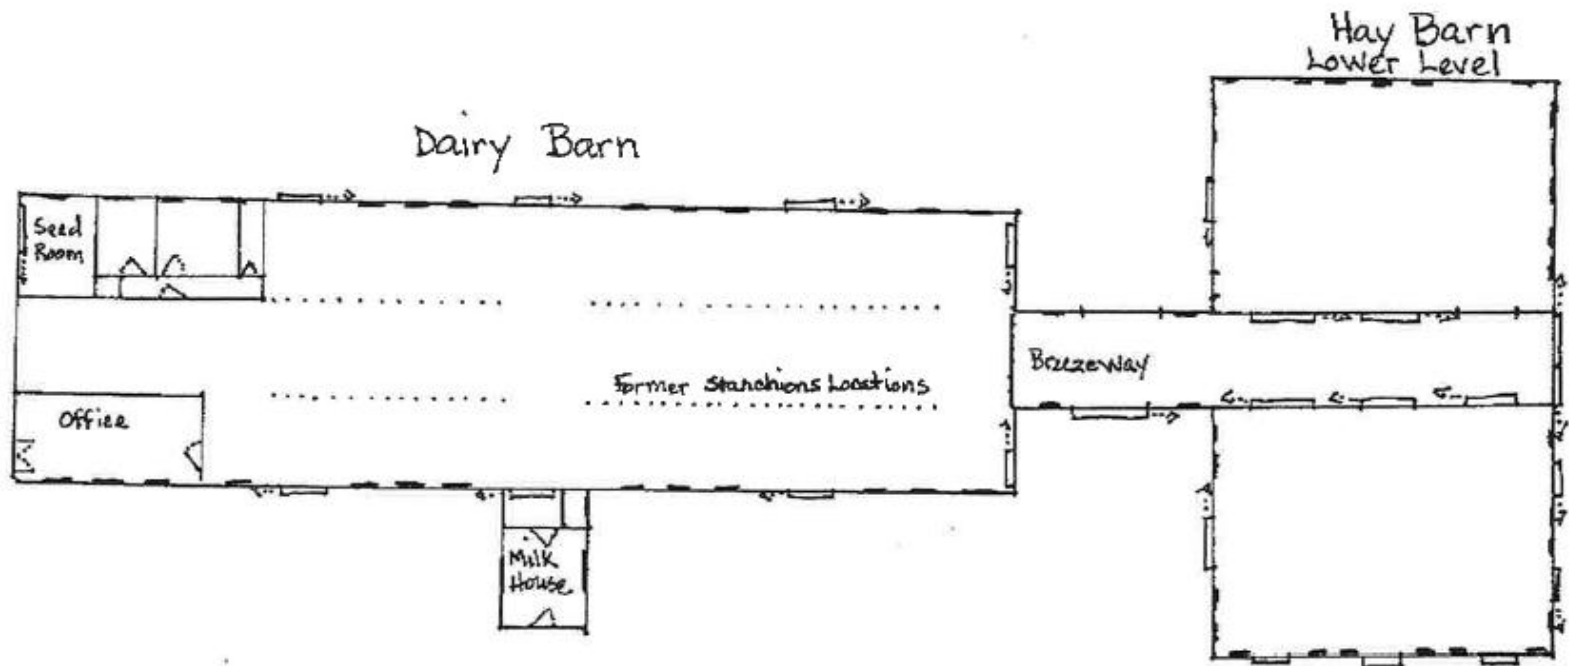 Hay Barn
Lower Level
Dairy Barn
Seed
Room
Breezeway
Former Stanchions Locations
Office
Milk
House